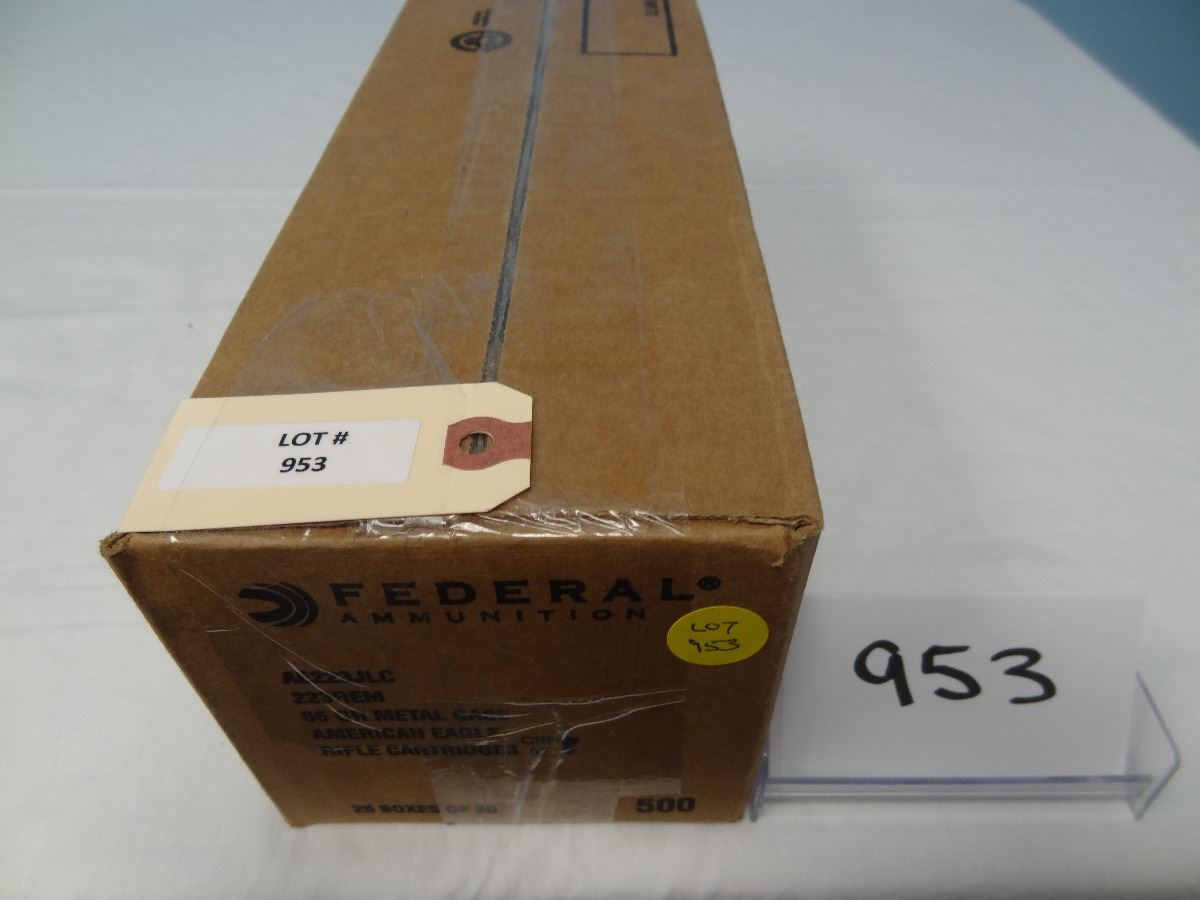 LOT #
953
FEDERAL®
AMMUNITION
LOT
953
AE223JLC
223 REM
55 GR METAL CASE
AMERICAN EAGLE
RIFLE CARTRIDGES
25 BOXES OF 20
500
953